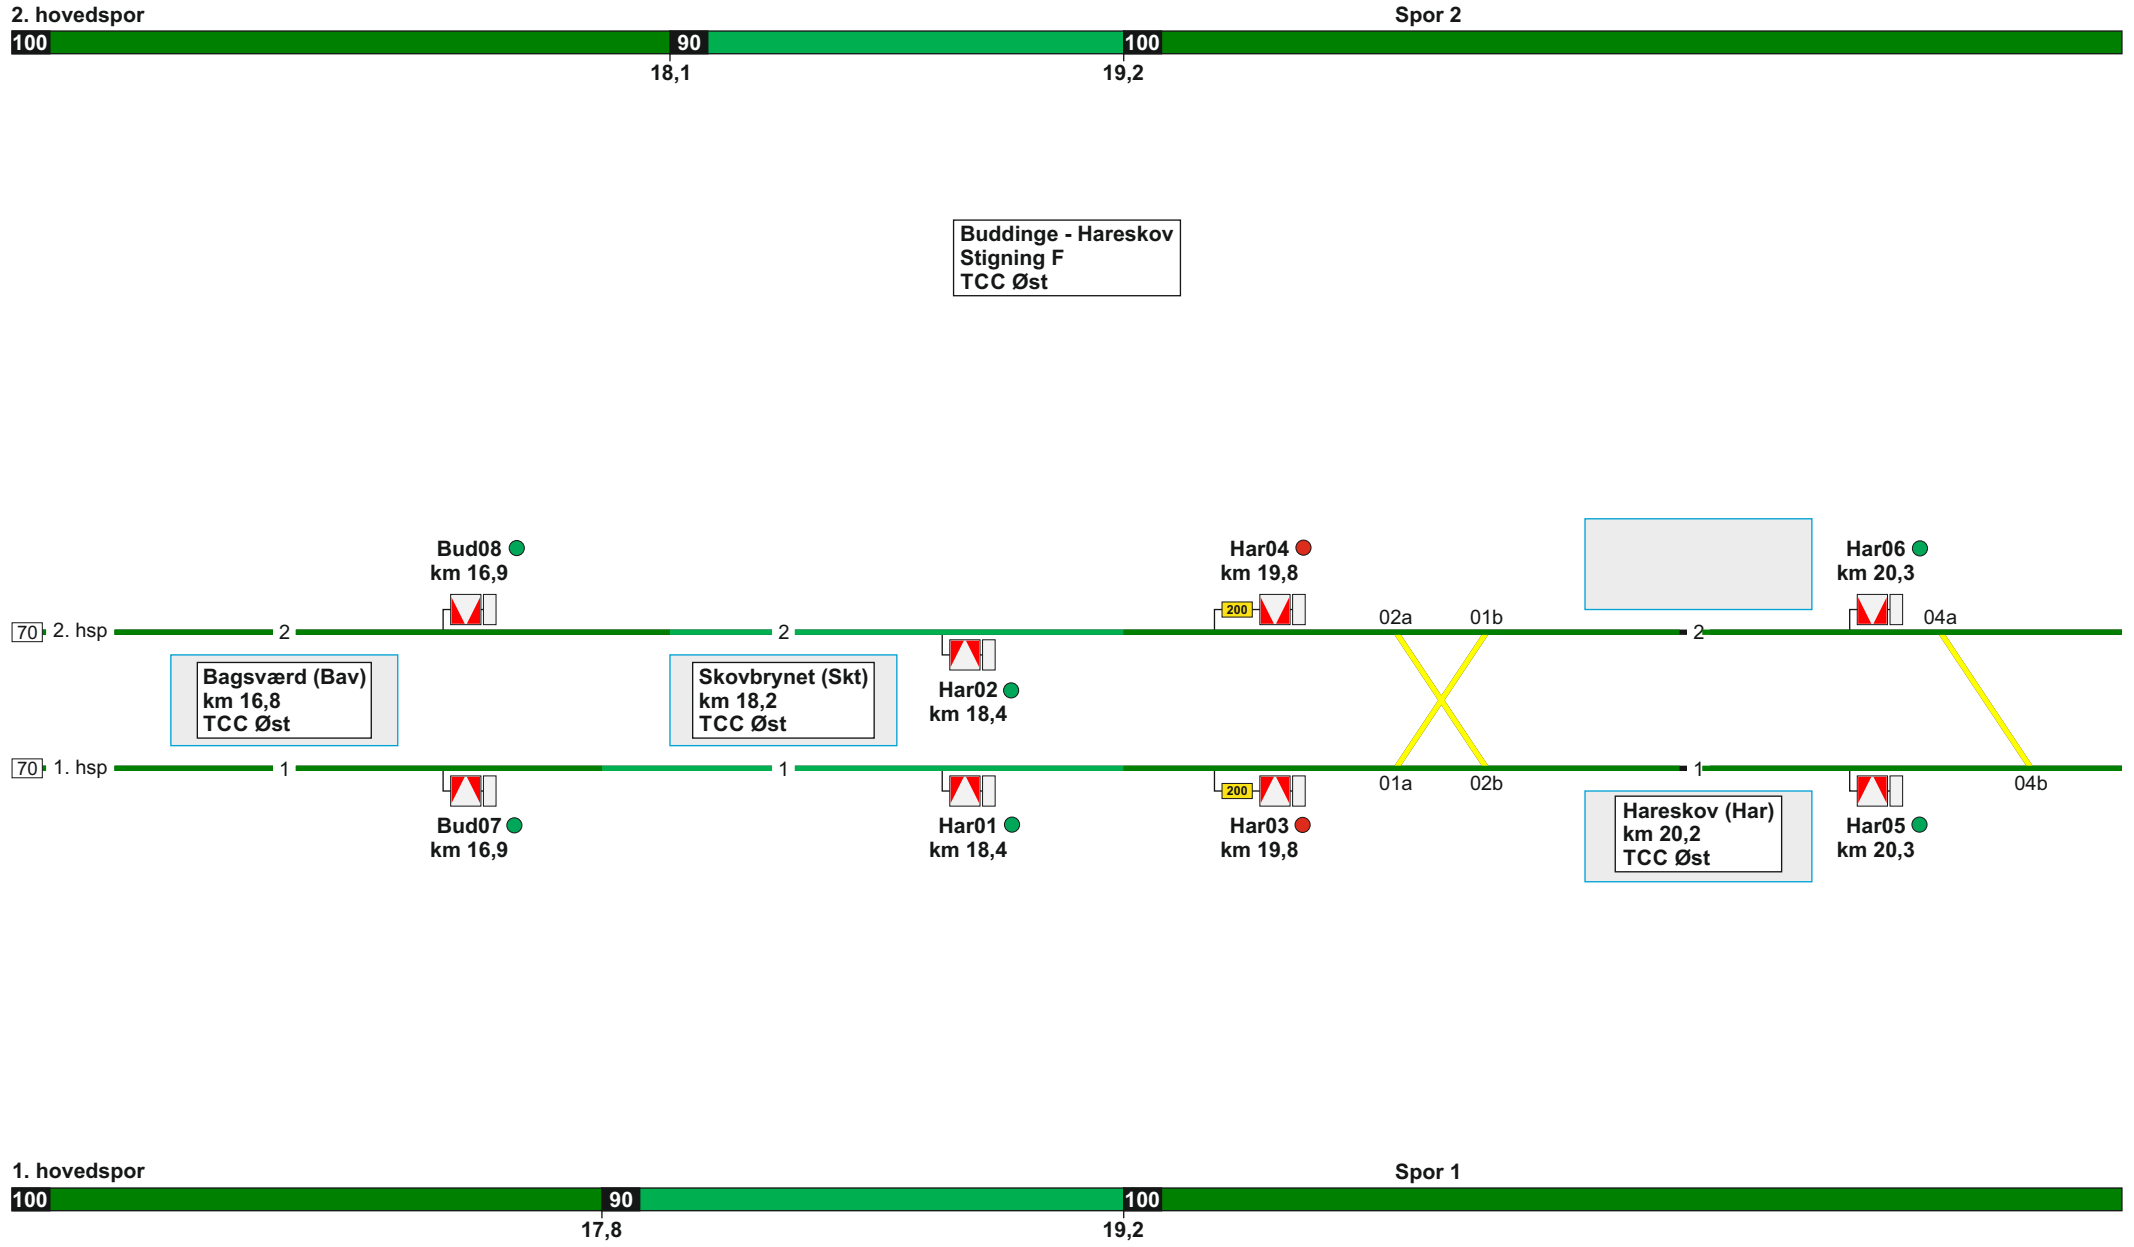 2. hovedspor
Spor 2
100
90
100
18,1
19,2
Buddinge - Hareskov
Stigning F
TCC Øst
Bud08
km 16,9
Har04
km 19,8
Har06
km 20,3
200
02a
01b
04a
70
2. hsp
2
2
2
Bagsværd (Bav)
km 16,8
TCC Øst
Skovbrynet (Skt)
km 18,2
TCC Øst
Har02
km 18,4
70
1. hsp
1
1
1
200
01a
02b
04b
Bud07
km 16,9
Har01
km 18,4
Har03
km 19,8
Hareskov (Har)
km 20,2
TCC Øst
Har05
km 20,3
1. hovedspor
Spor 1
100
90
100
17,8
19,2